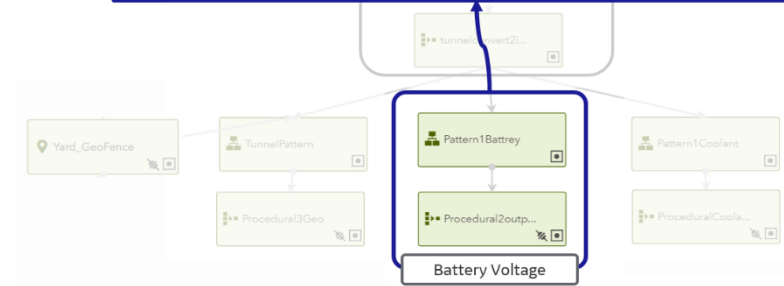 tunnelconvert2i...
Yard_GeoFence
TunnelPattern
Pattern1Battrey
Pattern1Coolant
Procedural3Geo
Procedural2outp...
ProceduralCoola...
Battery Voltage